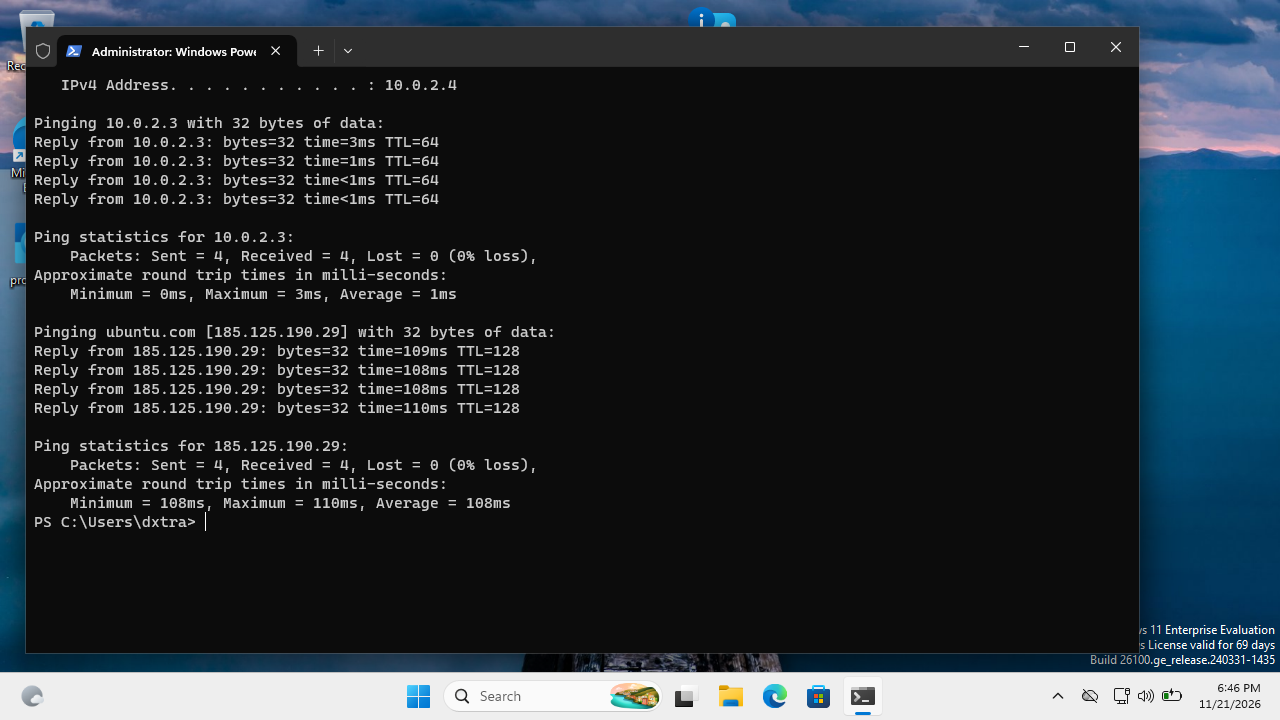 Administrator: Windows Powe
IPv4 Address. . . . . . . . . . . : 10.0.2.4
Pinging 10.0.2.3 with 32 bytes of data:
Reply from 10.0.2.3: bytes=32 time=3ms TTL=64
Reply from 10.0.2.3: bytes=32 time=1ms TTL=64
Reply from 10.0.2.3: bytes=32 time<1ms TTL=64
Reply from 10.0.2.3: bytes=32 time<1ms TTL=64
Ping statistics for 10.0.2.3:
Packets: Sent = 4, Received = 4, Lost = 0 (0% loss),
Approximate round trip times in milli-seconds:
Minimum = 0ms, Maximum = 3ms, Average = 1ms
Pinging ubuntu.com [185.125.190.29] with 32 bytes of data:
Reply from 185.125.190.29: bytes=32 time=109ms TTL=128
Reply from 185.125.190.29: bytes=32 time=108ms TTL=128
Reply from 185.125.190.29: bytes=32 time=108ms TTL=128
Reply from 185.125.190.29: bytes=32 time=110ms TTL=128
Ping statistics for 185.125.190.29:
Packets: Sent = 4, Received = 4, Lost = 0 (0% loss),
Approximate round trip times in milli-seconds:
Minimum = 108ms, Maximum = 110ms, Average = 108ms
PS C:\Users\dxtra>
11 Enterprise Evaluation
License valid for 69 days
Build 26100.ge_release.240331-1435
Search
6:46 PM
11/21/2026